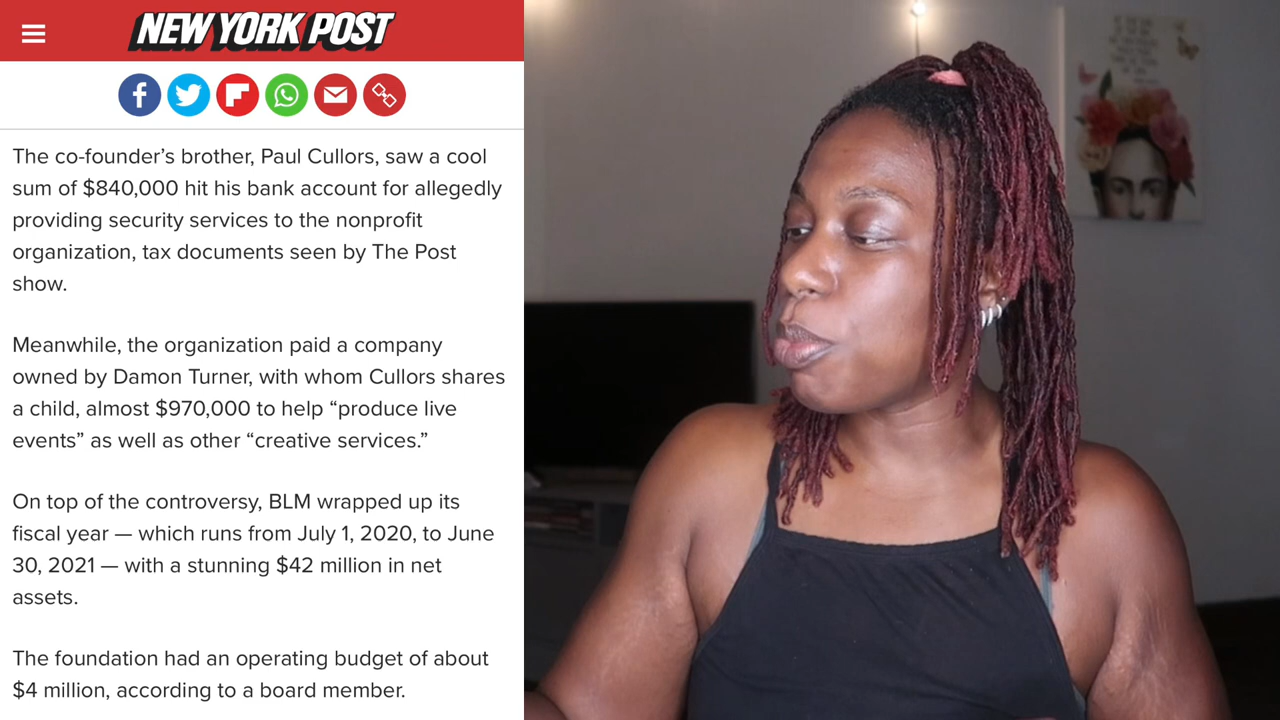 NEW YORK POST
The co-founder’s brother, Paul Cullors, saw a cool
sum of $840,000 hit his bank account for allegedly
providing security services to the nonprofit
organization, tax documents seen by The Post
show.
Meanwhile, the organization paid a company
owned by Damon Turner, with whom Cullors shares
a child, almost $970,000 to help “produce live
events” as well as other “creative services.”
On top of the controversy, BLM wrapped up its
fiscal year — which runs from July 1, 2020, to June
30, 2021 — with a stunning $42 million in net
assets.
The foundation had an operating budget of about
$4 million, according to a board member.